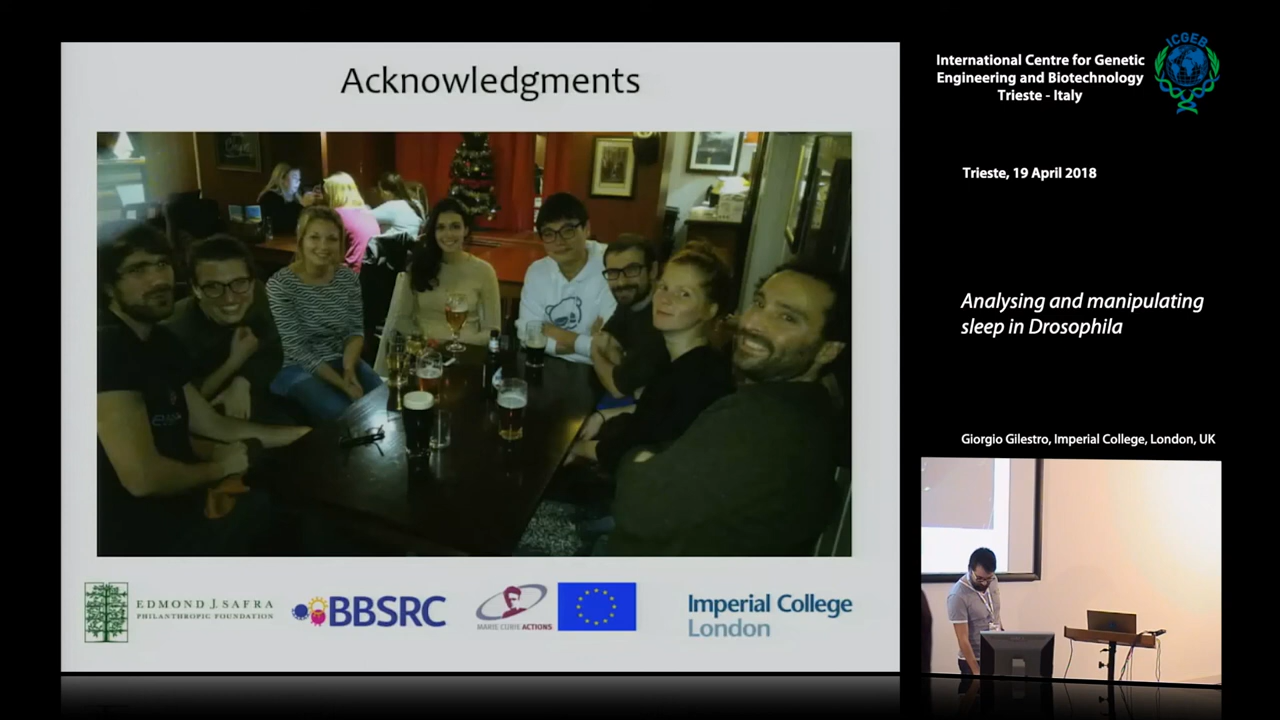 Acknowledgments
EDMOND J. SAFRA
PHILANTHROPIC FOUNDATION
BBSRC
MARIE CURIE ACTIONS
Imperial College
London
ICGEB
International Centre for Genetic
Engineering and Biotechnology
Trieste - Italy
Trieste, 19 April 2018
Analysing and manipulating
sleep in Drosophila
Giorgio Gilestro, Imperial College, London, UK